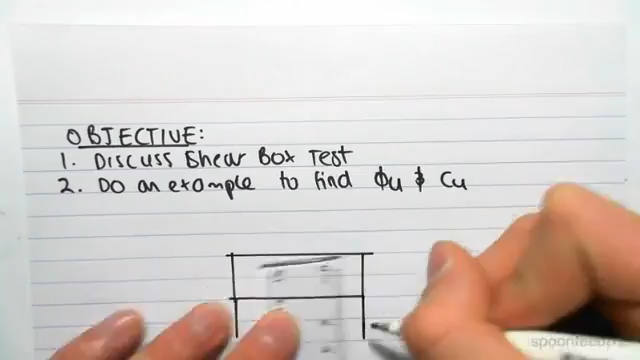 OBJECTIVE:
1. Discuss Shear Box Test
2. Do an example to find ϕu & Cu